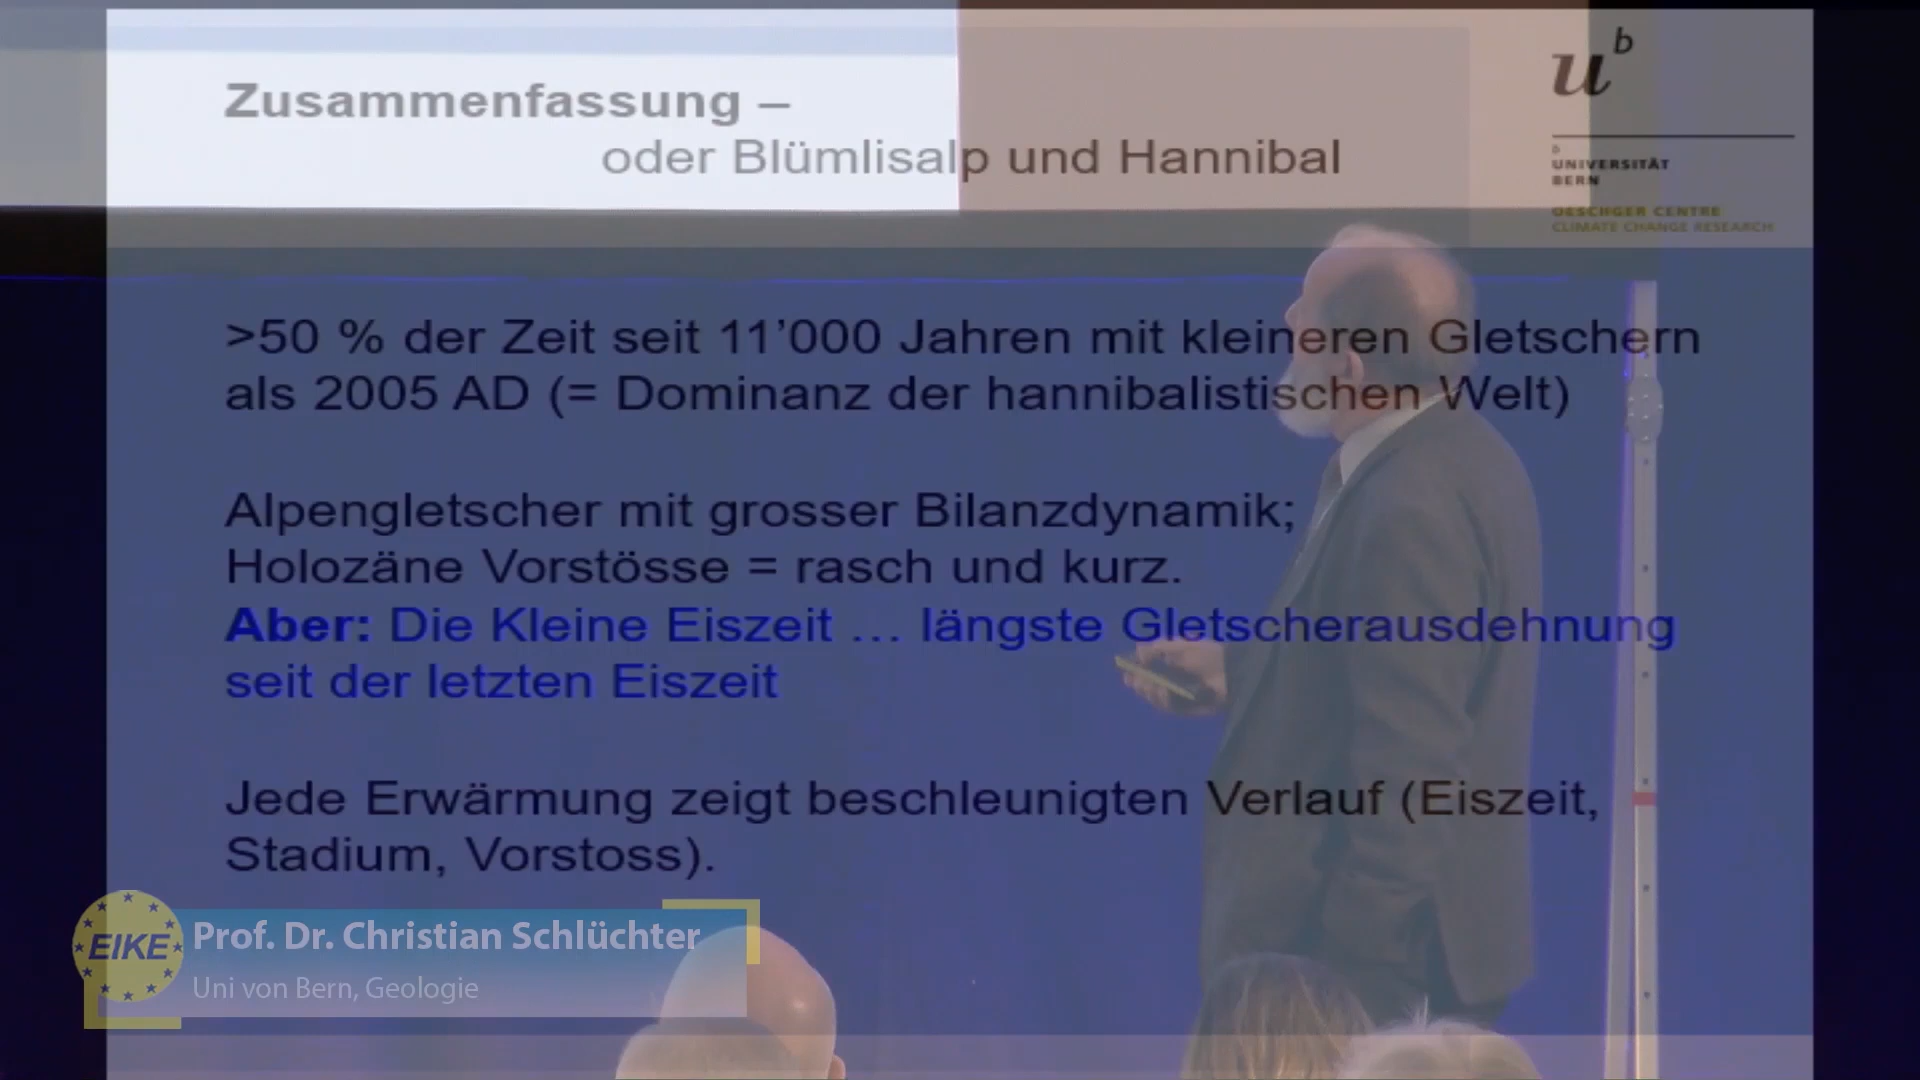 Zusammenfassung –
oder Blümlisalp und Hannibal
u^b
b
UNIVERSITÄT
BERN
OESCHGER CENTRE
CLIMATE CHANGE RESEARCH
>50 % der Zeit seit 11’000 Jahren mit kleineren Gletschern
als 2005 AD (= Dominanz der hannibalistischen Welt)
Alpengletscher mit grosser Bilanzdynamik;
Holozäne Vorstösse = rasch und kurz.
Aber: Die Kleine Eiszeit … längste Gletscherausdehnung
seit der letzten Eiszeit
Jede Erwärmung zeigt beschleunigten Verlauf (Eiszeit,
Stadium, Vorstoss).
EIKE
Prof. Dr. Christian Schlüchter
Uni von Bern, Geologie